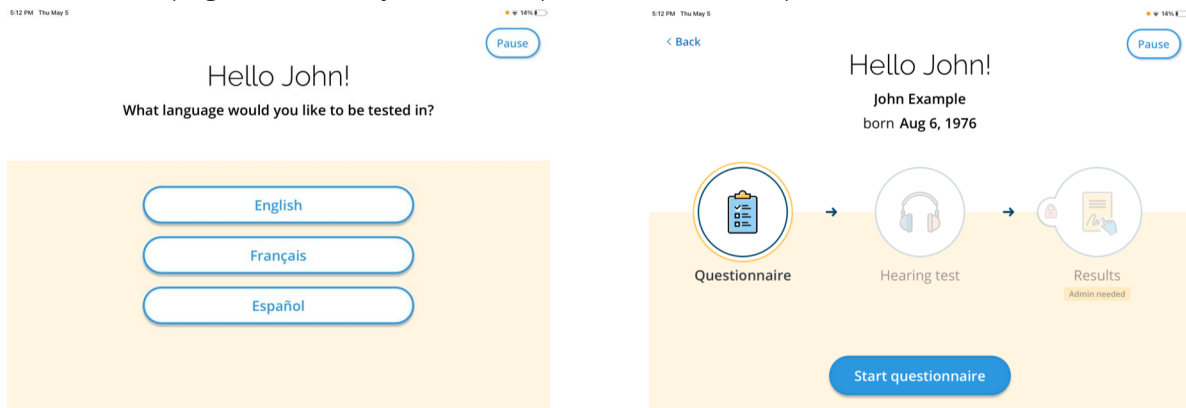 5:12 PM Thu May 5
14%
Pause
Hello John!
What language would you like to be tested in?
English
Français
Español
5:12 PM Thu May 5
14%
< Back
Pause
Hello John!
John Example
born Aug 6, 1976
Questionnaire
Hearing test
Results
Admin needed
Start questionnaire